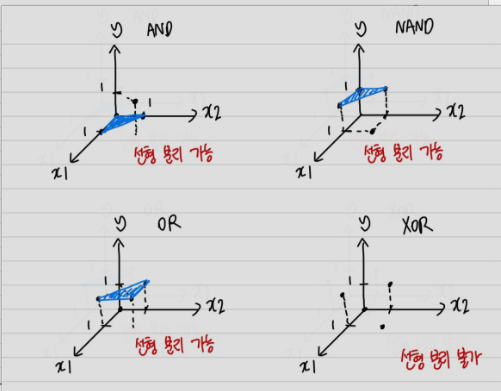 y AND
1
1
x2
1
x1
선형 분리 가능
y NAND
1
x2
1
x1
선형 분리 가능
y OR
1
x2
1
x1
선형 분리 가능
y XOR
1
x2
1
x1
선형 분리 불가